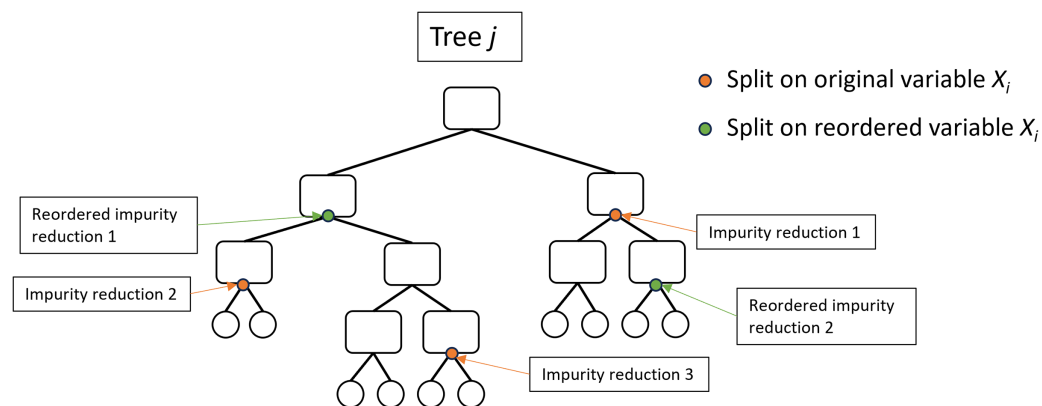 Tree j
Split on original variable Xi
Split on reordered variable Xi
Reordered impurity
reduction 1
Impurity reduction 1
Impurity reduction 2
Reordered impurity
reduction 2
Impurity reduction 3